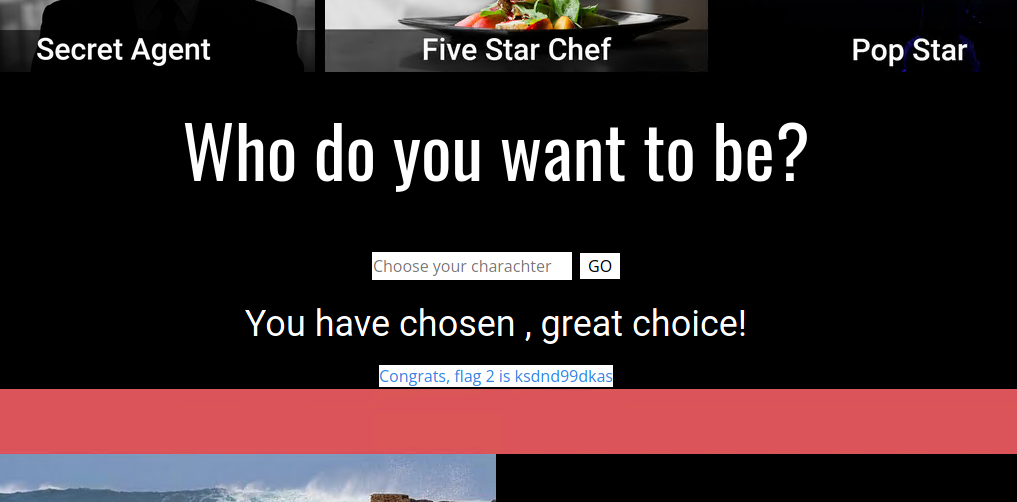 Secret Agent
Five Star Chef
Pop Star
Who do you want to be?
Choose your charachter
GO
You have chosen , great choice!
Congrats, flag 2 is ksdnd99dkas